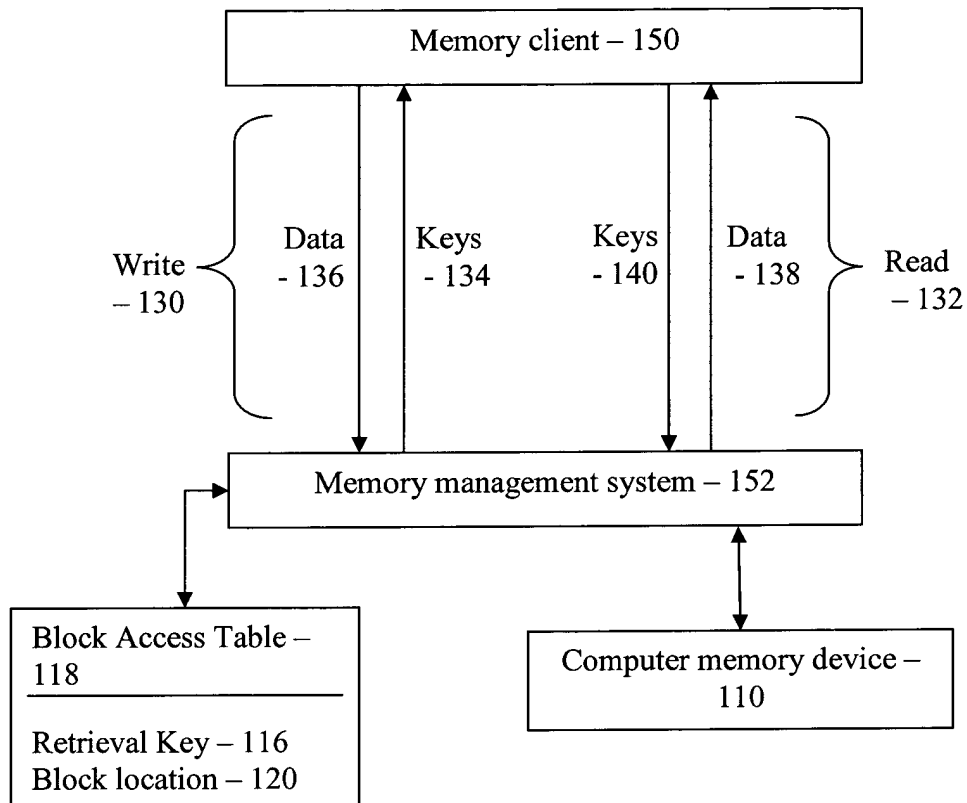 Memory client – 150
Data
- 136
Keys
- 134
Keys
- 140
Data
- 138
Write
– 130
Read
– 132
Memory management system – 152
Block Access Table –
118
Retrieval Key – 116
Block location – 120
Computer memory device –
110